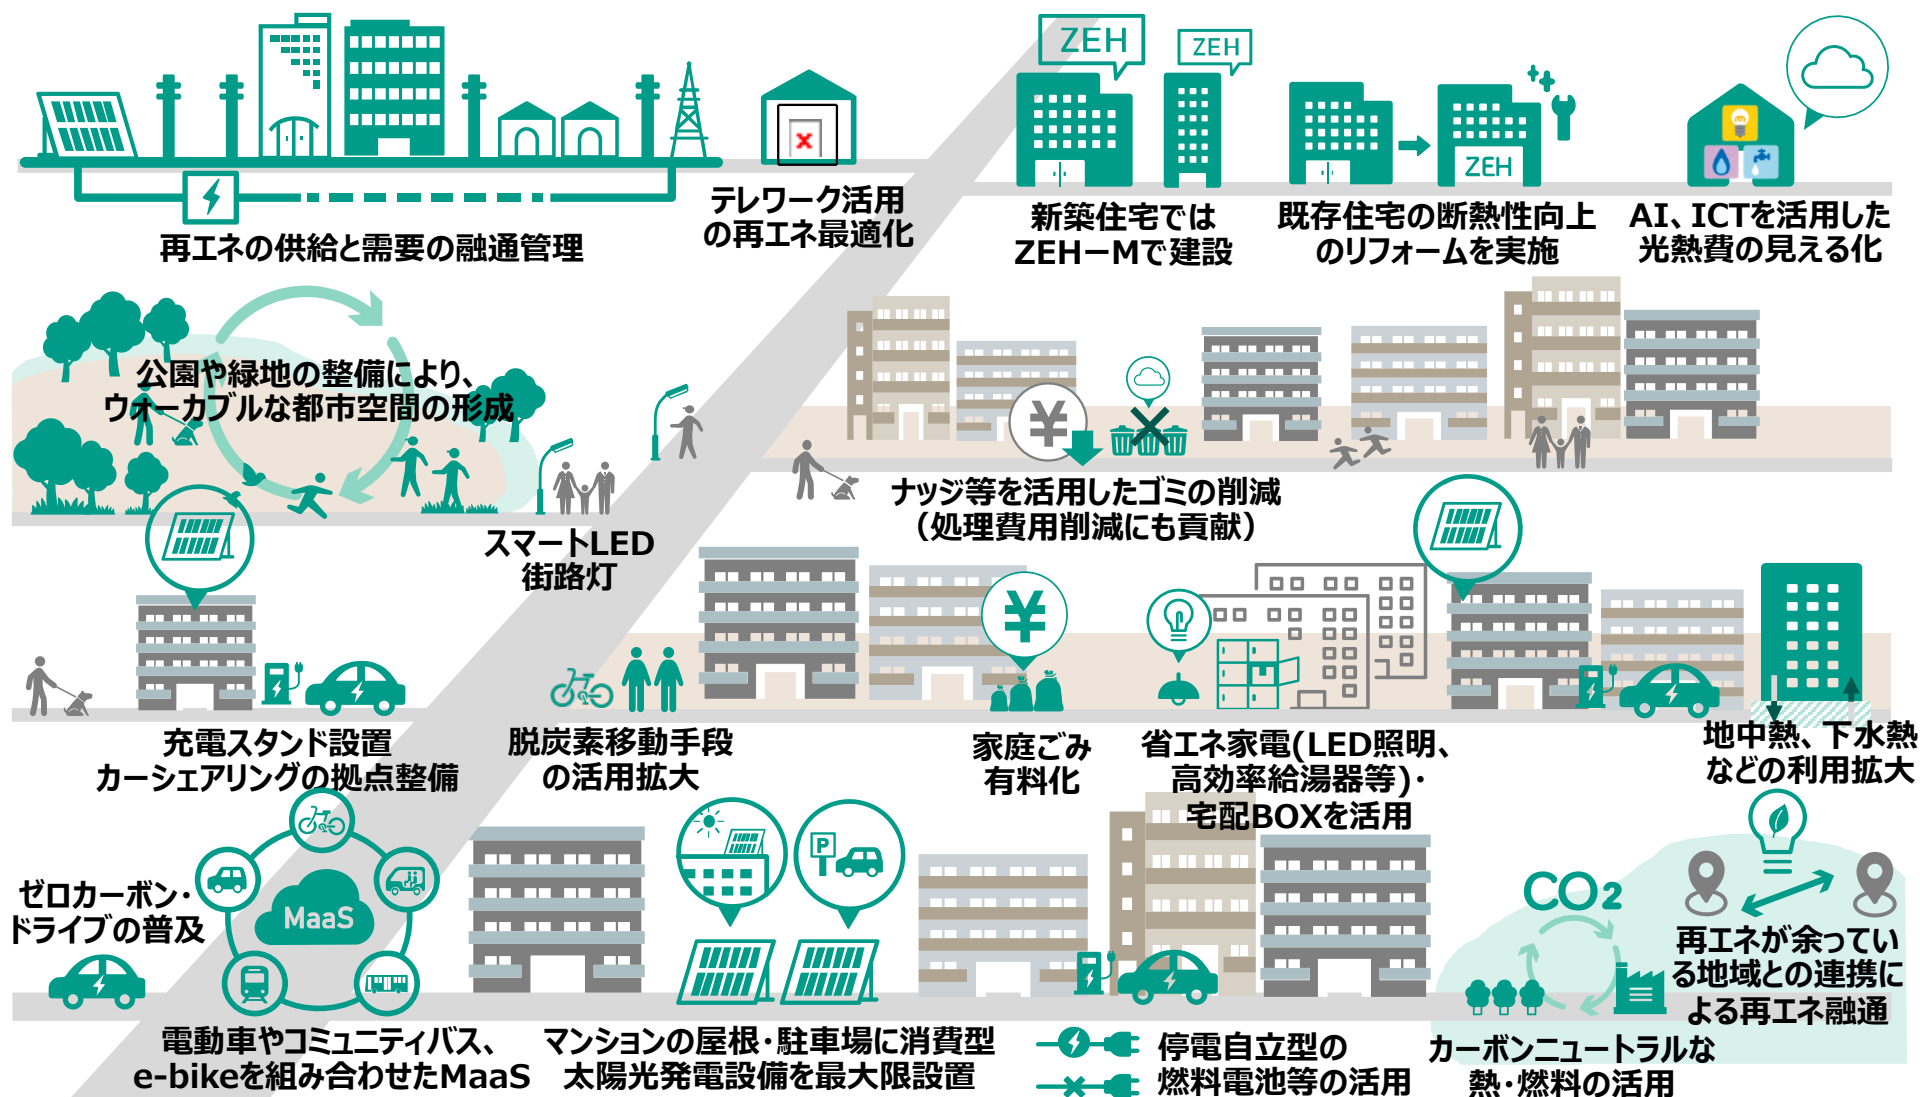 ZEH
ZEH
ZEH
再エネの供給と需要の融通管理
テレワーク活用
の再エネ最適化
新築住宅では
ZEHーMで建設
既存住宅の断熱性向上
のリフォームを実施
AI、ICTを活用した
光熱費の見える化
公園や緑地の整備により、
ウォーカブルな都市空間の形成
スマートLED
街路灯
¥
ナッジ等を活用したゴミの削減
（処理費用削減にも貢献）
充電スタンド設置
カーシェアリングの拠点整備
脱炭素移動手段
の活用拡大
¥
家庭ごみ
有料化
省エネ家電(LED照明、
高効率給湯器等)・
宅配BOXを活用
地中熱、下水熱
などの利用拡大
ゼロカーボン・
ドライブの普及
MaaS
電動車やコミュニティバス、
e-bikeを組み合わせたMaaS
P
マンションの屋根・駐車場に消費型
太陽光発電設備を最大限設置
停電自立型の
燃料電池等の活用
CO2
カーボンニュートラルな
熱・燃料の活用
再エネが余ってい
る地域との連携に
よる再エネ融通